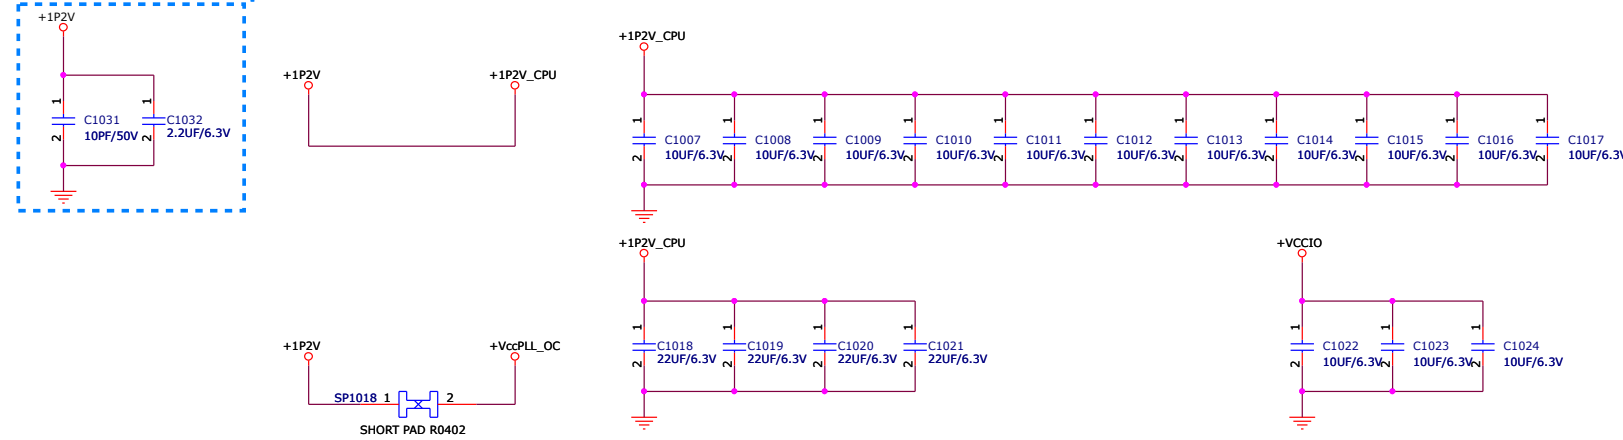 +1P2V
1
2
C1031
10PF/50V
1
2
C1032
2.2UF/6.3V
+1P2V
+1P2V_CPU
+1P2V_CPU
1
2
C1007
10UF/6.3V
1
2
C1008
10UF/6.3V
1
2
C1009
10UF/6.3V
1
2
C1010
10UF/6.3V
1
2
C1011
10UF/6.3V
1
2
C1012
10UF/6.3V
1
2
C1013
10UF/6.3V
1
2
C1014
10UF/6.3V
1
2
C1015
10UF/6.3V
1
2
C1016
10UF/6.3V
1
2
C1017
10UF/6.3V
+1P2V
+VccPLL_OC
SP1018 1 2
SHORT PAD R0402
+1P2V_CPU
1
2
C1018
22UF/6.3V
1
2
C1019
22UF/6.3V
1
2
C1020
22UF/6.3V
1
2
C1021
22UF/6.3V
+VCCIO
1
2
C1022
10UF/6.3V
1
2
C1023
10UF/6.3V
1
2
C1024
10UF/6.3V